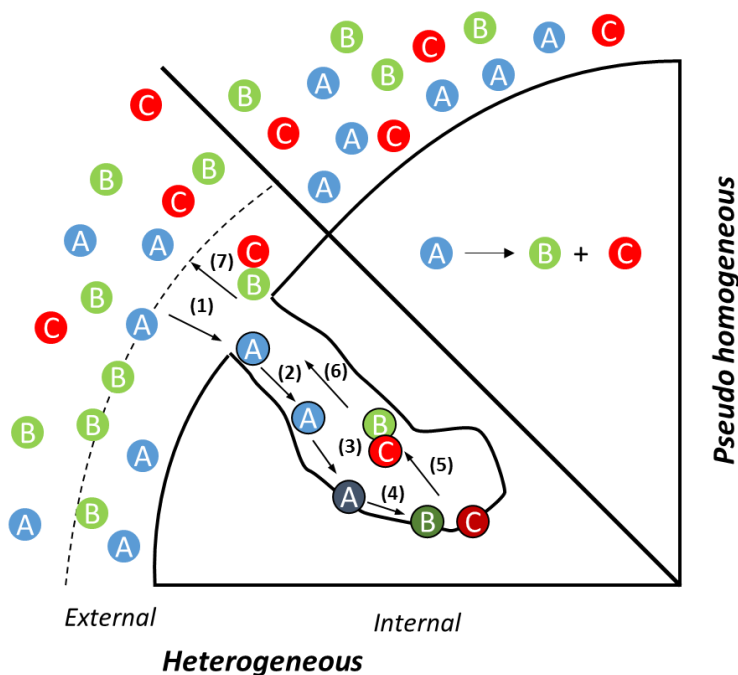 B C B A C
B A B A A
C C A C
B B A
C
A A C A → B + C
(7) B
B (1)
C A A
B (2) (6)
B B A B
(3) C
A (5)
A (4)
A B B C
A
Pseudo homogeneous
External Internal
Heterogeneous